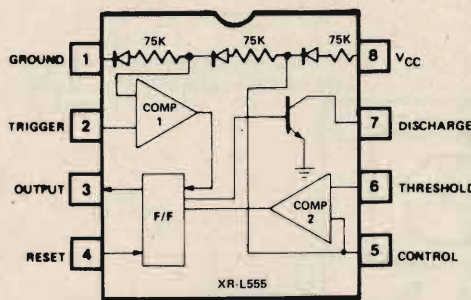 75K 75K 75K
GROUND 1 8 VCC
COMP 1
TRIGGER 2 7 DISCHARGE
OUTPUT 3 6 THRESHOLD
F/F COMP 2
RESET 4 5 CONTROL
XR-L555